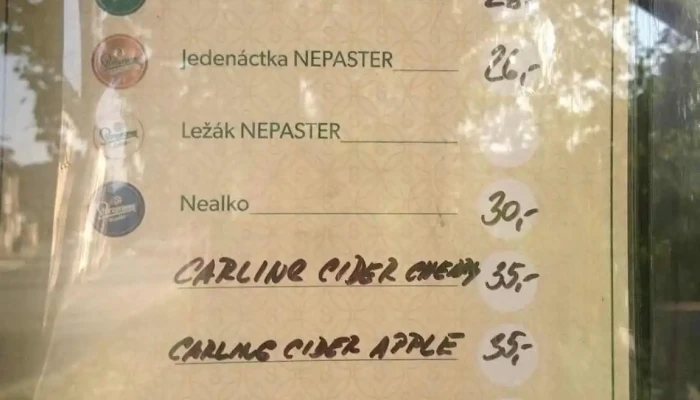 Jedenáctka NEPASTER 26,-
Ležák NEPASTER
Nealko 30,-
CARLING CIDER CHERRY 35,-
CARLING CIDER APPLE 35,-